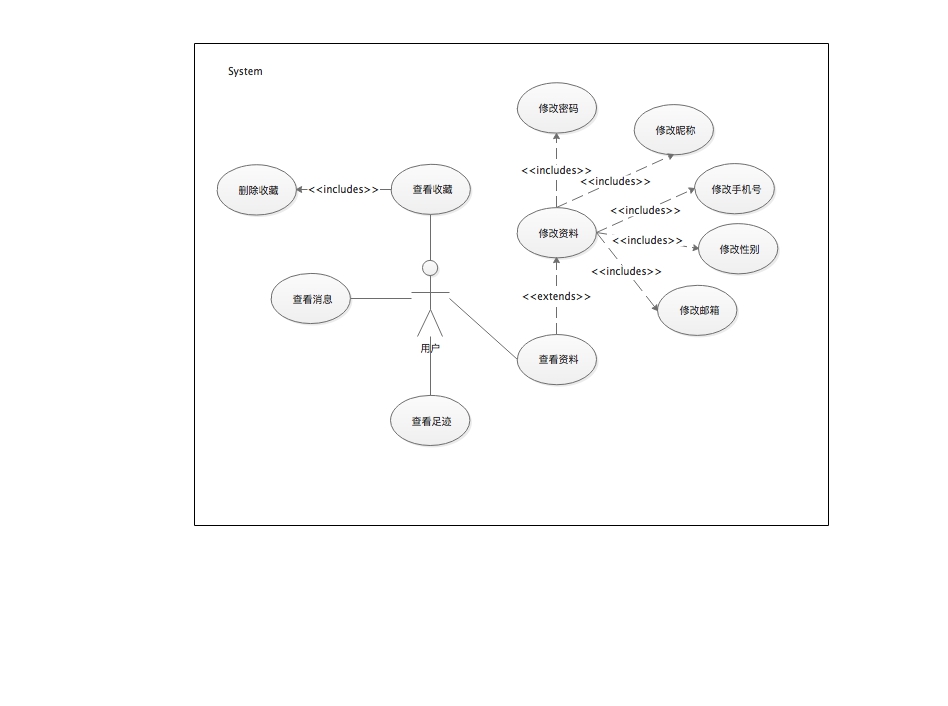 System
修改密码
修改昵称
<<includes>>
<<includes>>
删除收藏
<<includes>>
查看收藏
修改手机号
<<includes>>
修改资料
<<includes>>
修改性别
<<includes>>
查看消息
<<extends>>
修改邮箱
用户
查看资料
查看足迹